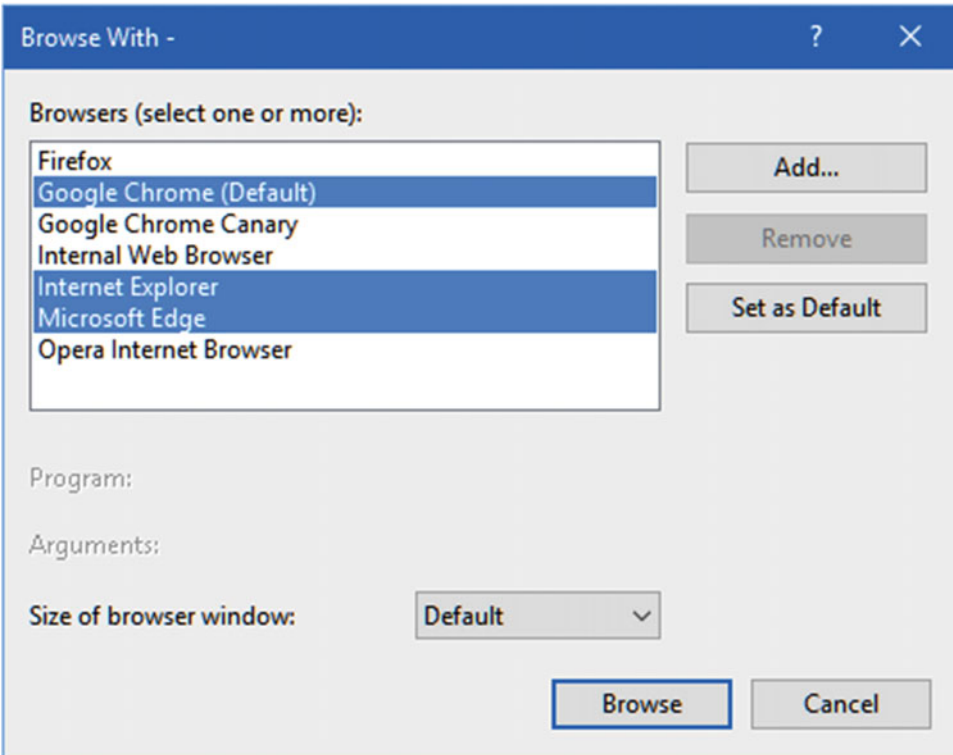 Browse With -
?
Browsers (select one or more):
Firefox
Google Chrome (Default)
Google Chrome Canary
Internal Web Browser
Internet Explorer
Microsoft Edge
Opera Internet Browser
Add...
Remove
Set as Default
Program:
Arguments:
Size of browser window: Default
Browse Cancel